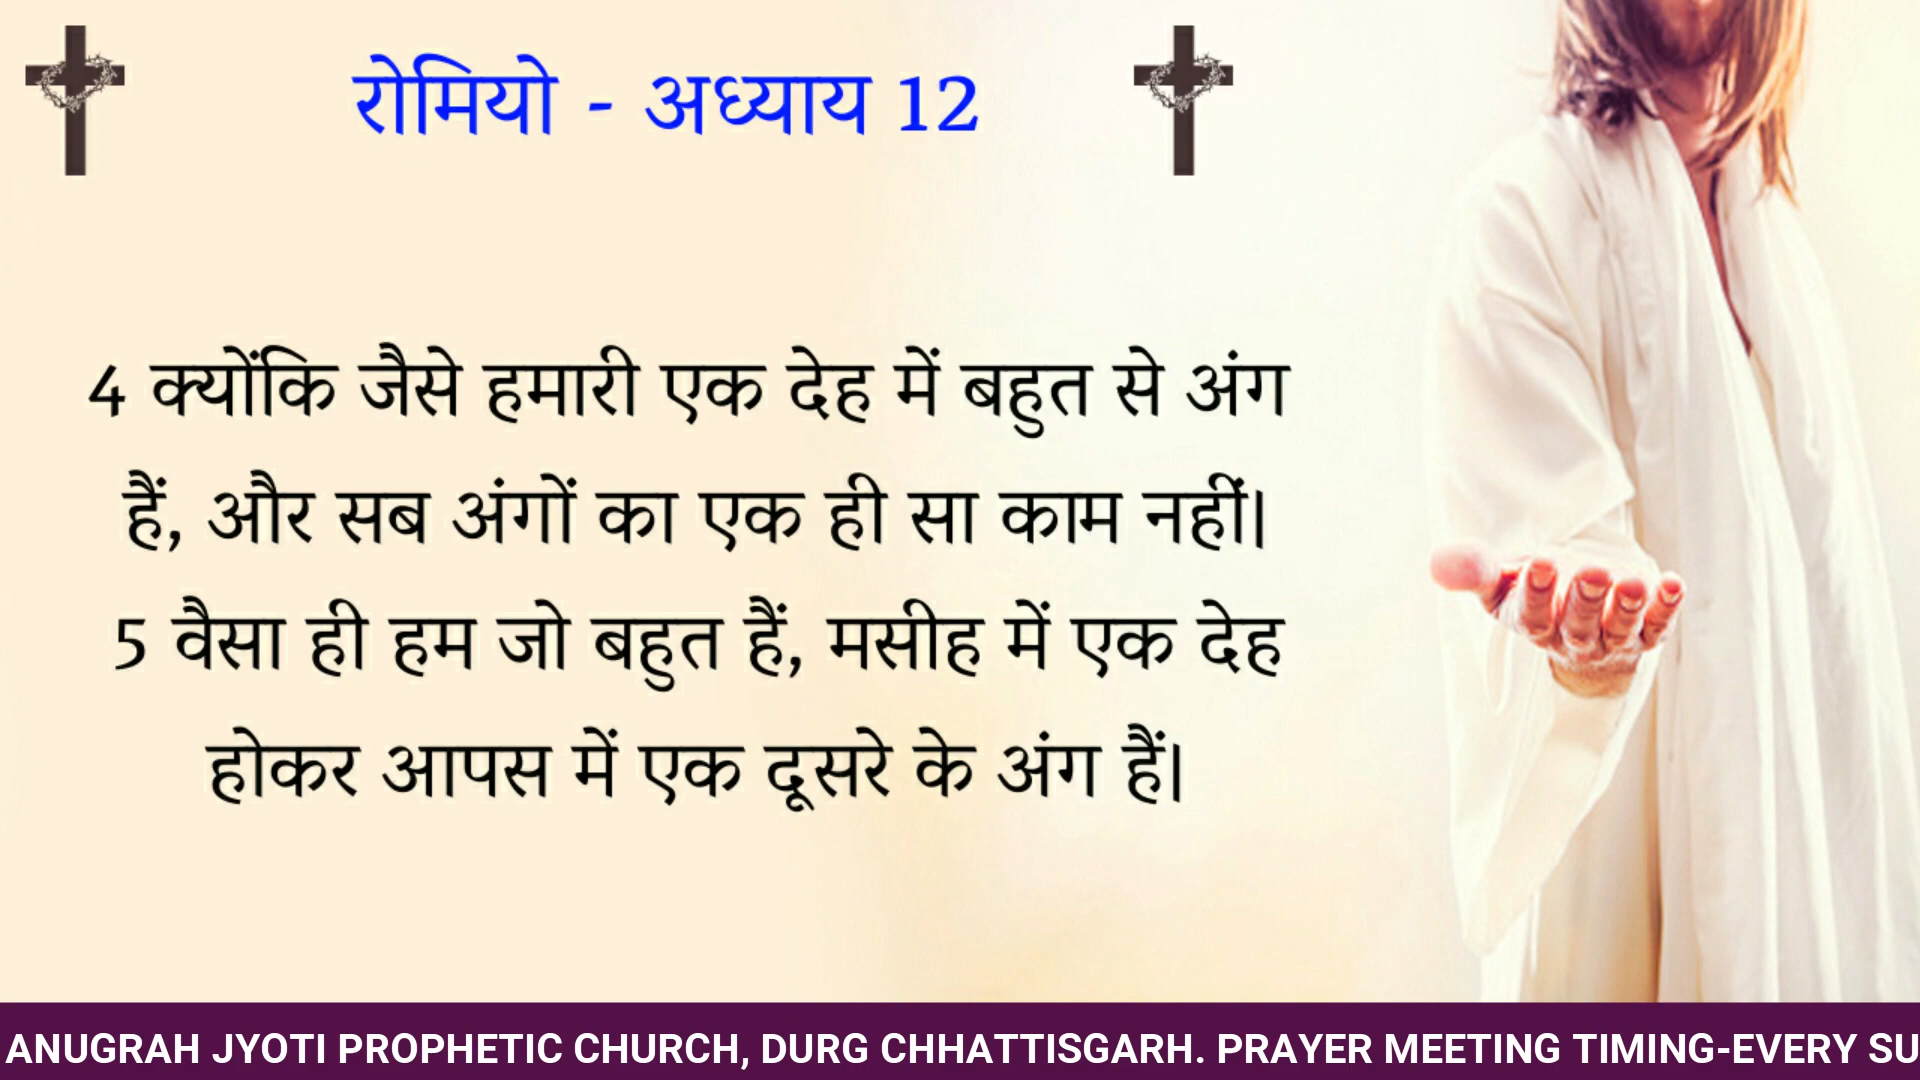 रोमियो - अध्याय 12
4 क्योंकि जैसे हमारी एक देह में बहुत से अंग
हैं, और सब अंगों का एक ही सा काम नहीं।
5 वैसा ही हम जो बहुत हैं, मसीह में एक देह
होकर आपस में एक दूसरे के अंग हैं।
ANUGRAH JYOTI PROPHETIC CHURCH, DURG CHHATTISGARH. PRAYER MEETING TIMING-EVERY SU